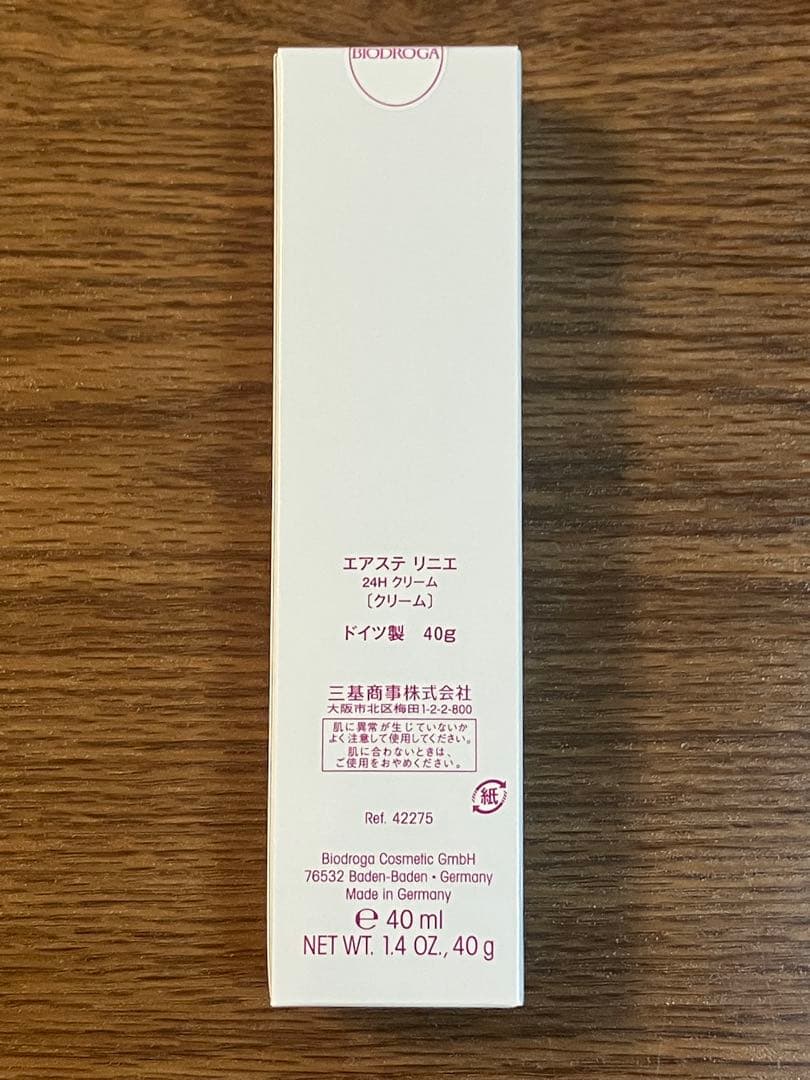 BIODROGA
エアステ リニエ
24H クリーム
〔クリーム〕
ドイツ製 40g
三基商事株式会社
大阪市北区梅田1-2-2-800
肌に異常が生じていないか
よく注意して使用してください。
肌に合わないときは、
ご使用をおやめください。
紙
Ref. 42275
Biodroga Cosmetic GmbH
76532 Baden-Baden • Germany
Made in Germany
℮ 40 ml
NET WT. 1.4 OZ., 40 g